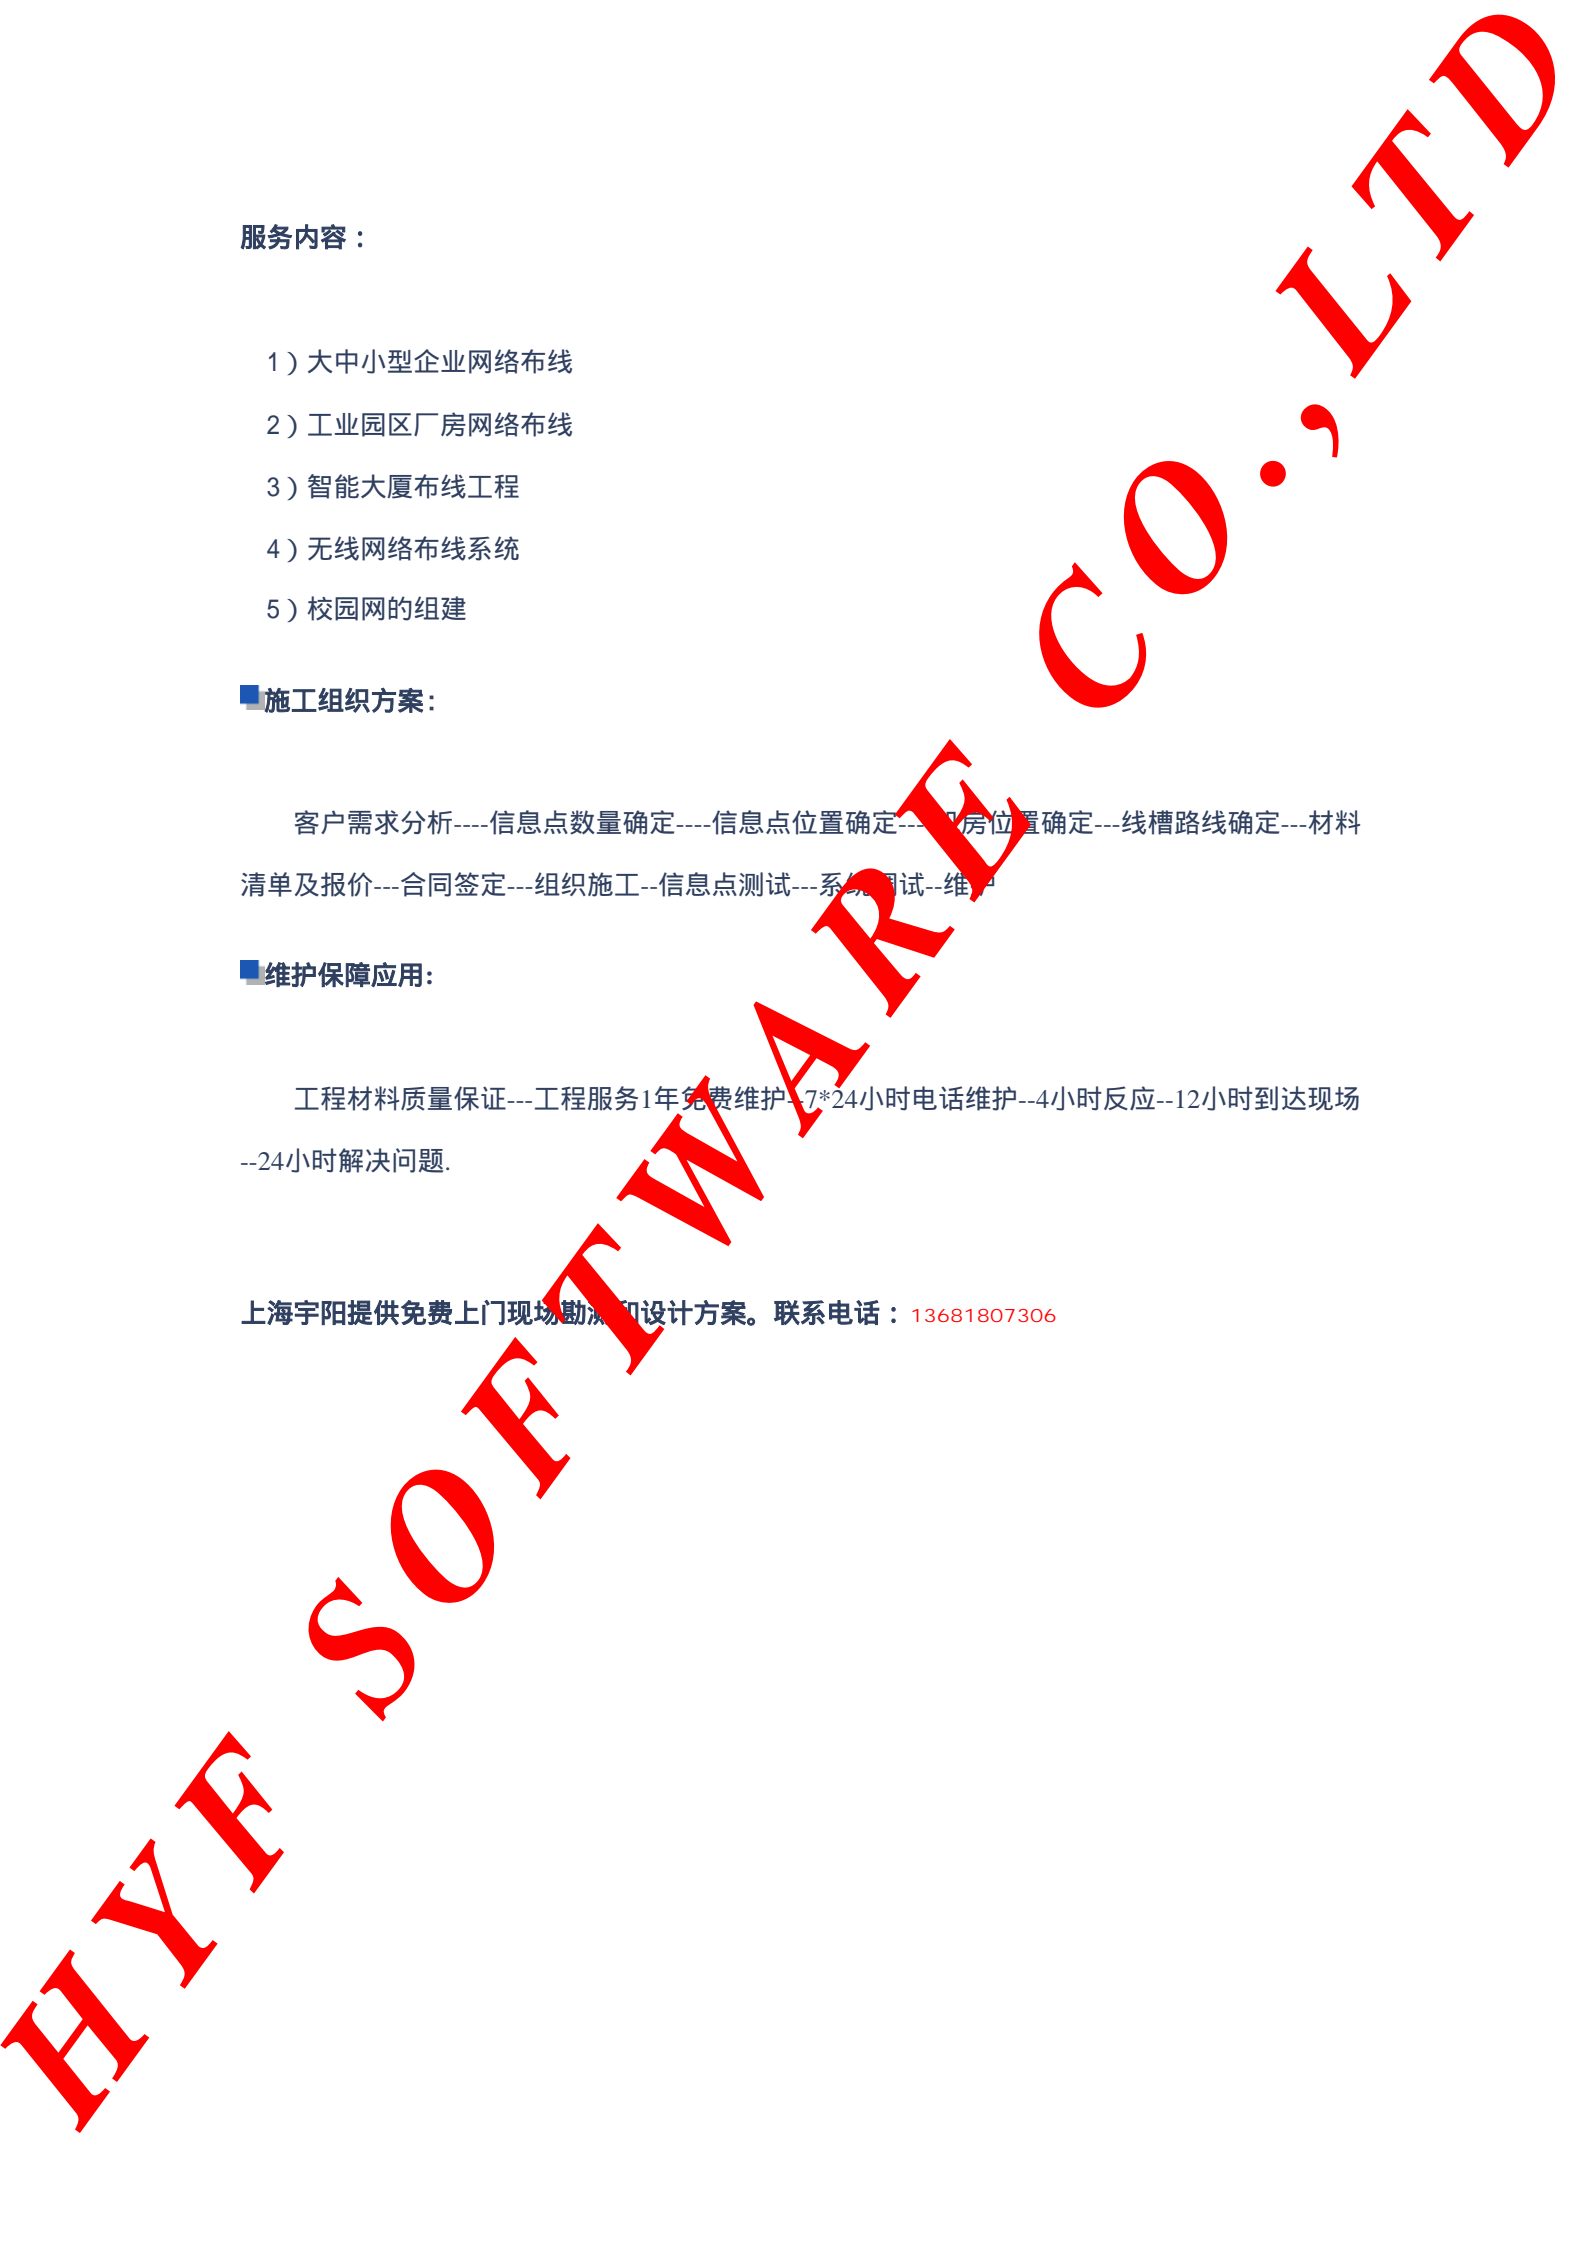 服务内容：
1）大中小型企业网络布线
2）工业园区厂房网络布线
3）智能大厦布线工程
4）无线网络布线系统
5）校园网的组建
施工组织方案:
客户需求分析----信息点数量确定----信息点位置确定---机房位置确定---线槽路线确定---材料
清单及报价---合同签定---组织施工--信息点测试---系统调试--维护
维护保障应用:
工程材料质量保证---工程服务1年免费维护--7*24小时电话维护--4小时反应--12小时到达现场
--24小时解决问题.
上海宇阳提供免费上门现场勘测和设计方案。联系电话：13681807306
HYF SOFTWARE CO.,LTD